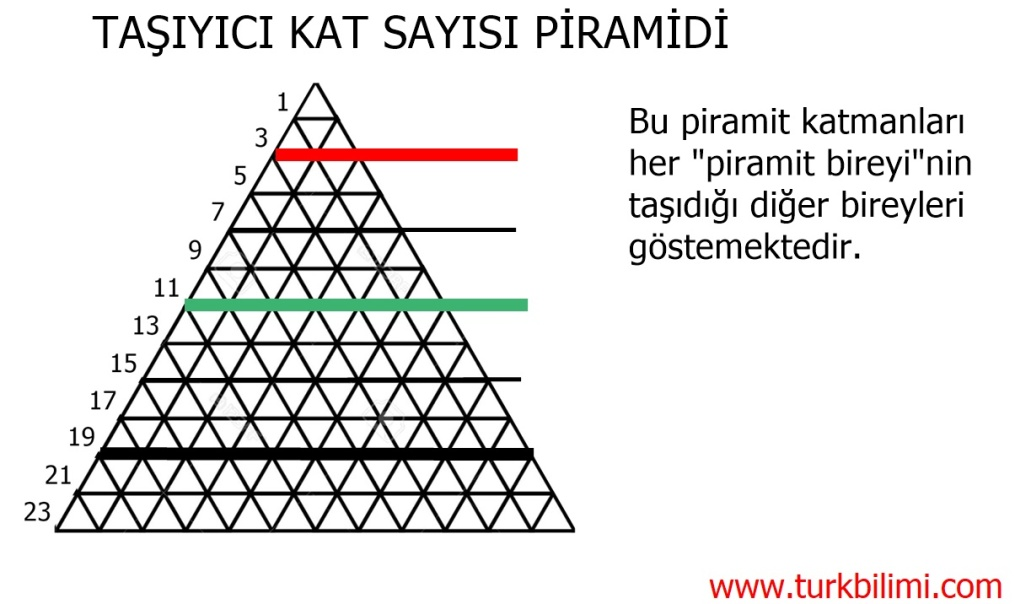 TAŞIYICI KAT SAYISI PİRAMİDİ
1
3
5
7
9
11
13
15
17
19
21
23
Bu piramit katmanları
her "piramit bireyi"nin
taşıdığı diğer bireyleri
göstemektedir.
www.turkbilimi.com